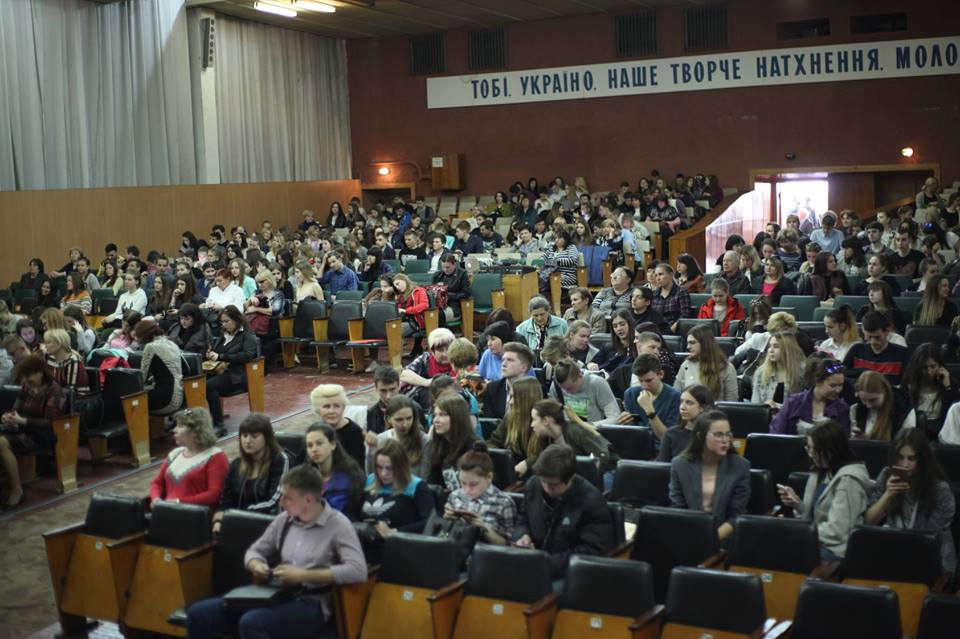 ТОБІ, УКРАЇНО, НАШЕ ТВОРЧЕ НАТХНЕННЯ, МОЛО